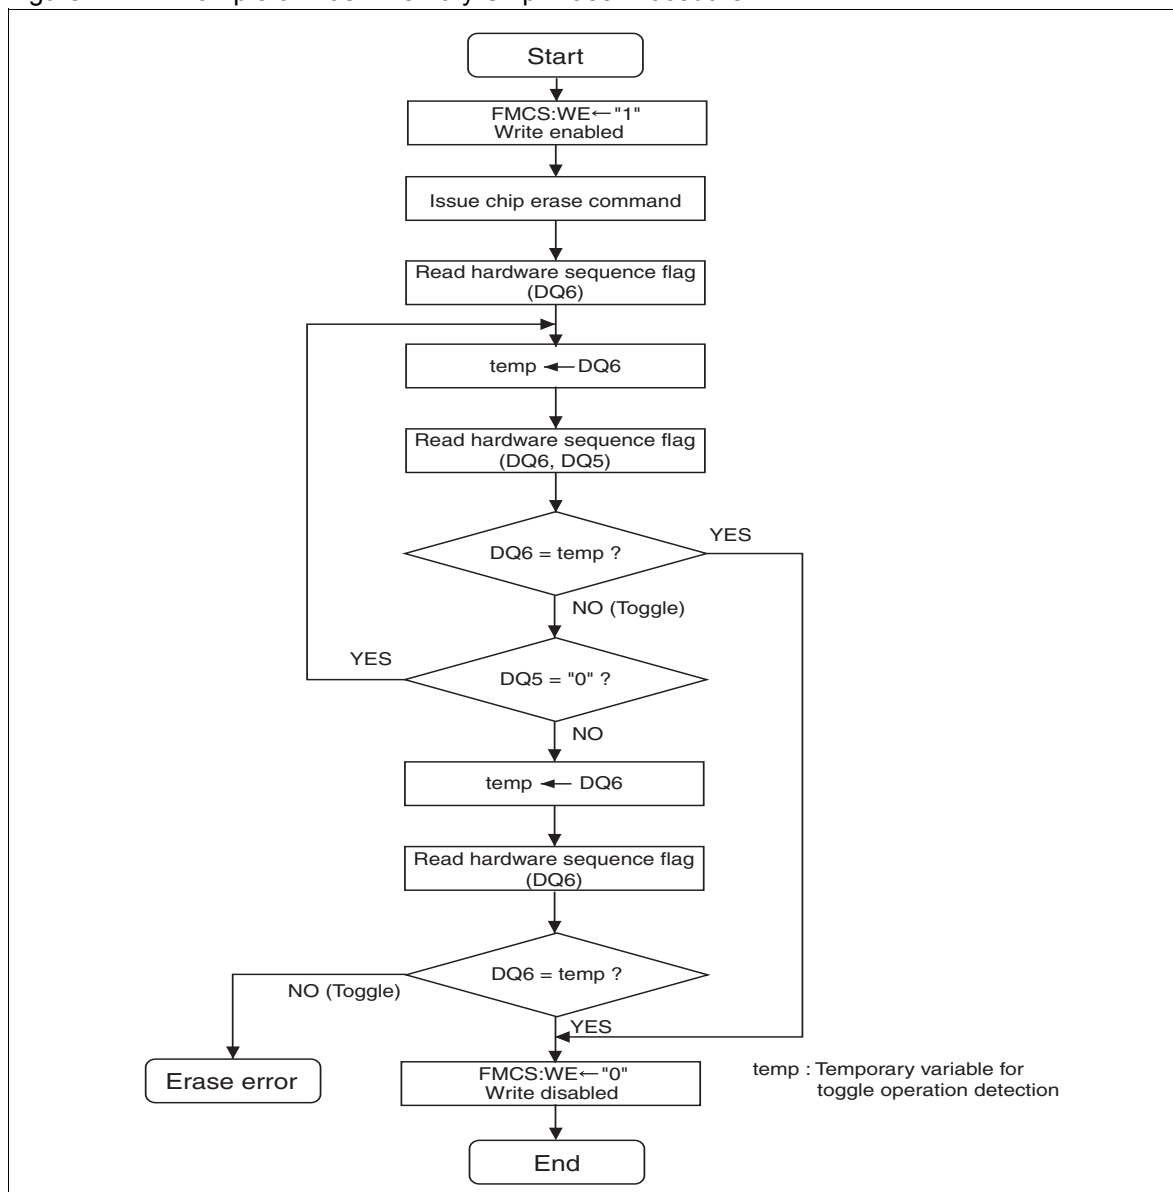 Start
FMCS:WE←"1"
Write enabled
Issue chip erase command
Read hardware sequence flag
(DQ6)
temp ← DQ6
Read hardware sequence flag
(DQ6, DQ5)
DQ6 = temp ?
YES
NO (Toggle)
YES
DQ5 = "0" ?
NO
temp ← DQ6
Read hardware sequence flag
(DQ6)
DQ6 = temp ?
NO (Toggle)
YES
Erase error
FMCS:WE←"0"
Write disabled
temp : Temporary variable for
toggle operation detection
End